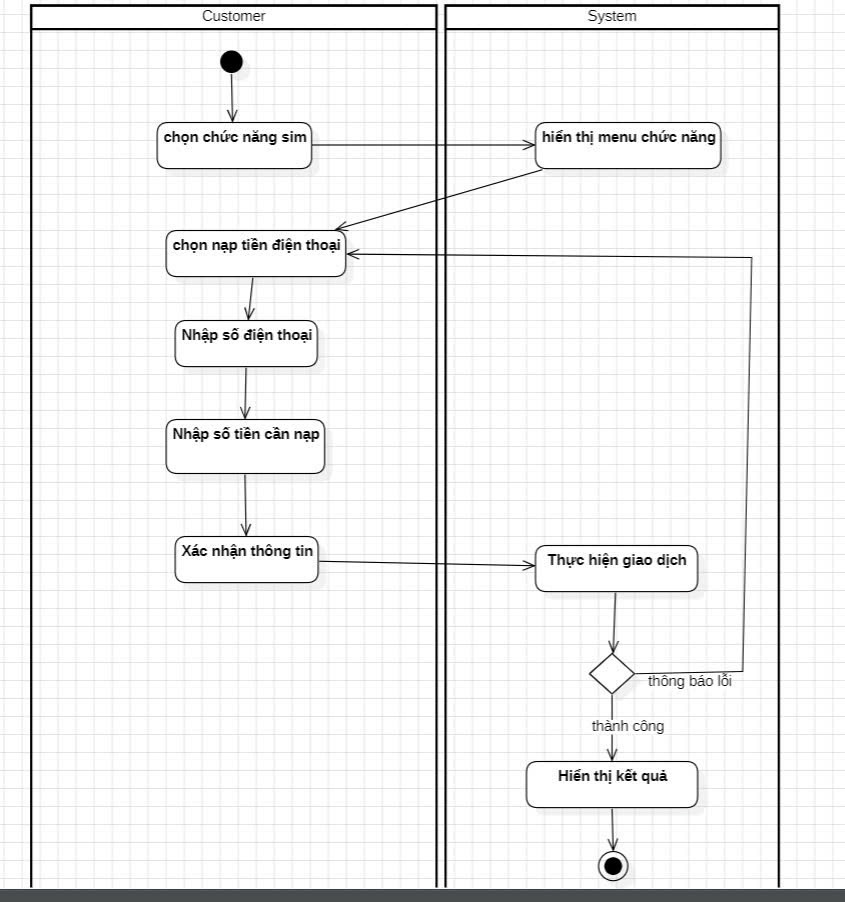 Customer
System
chọn chức năng sim
hiển thị menu chức năng
chọn nạp tiền điện thoại
Nhập số điện thoại
Nhập số tiền cần nạp
Xác nhận thông tin
Thực hiện giao dịch
thông báo lỗi
thành công
Hiển thị kết quả